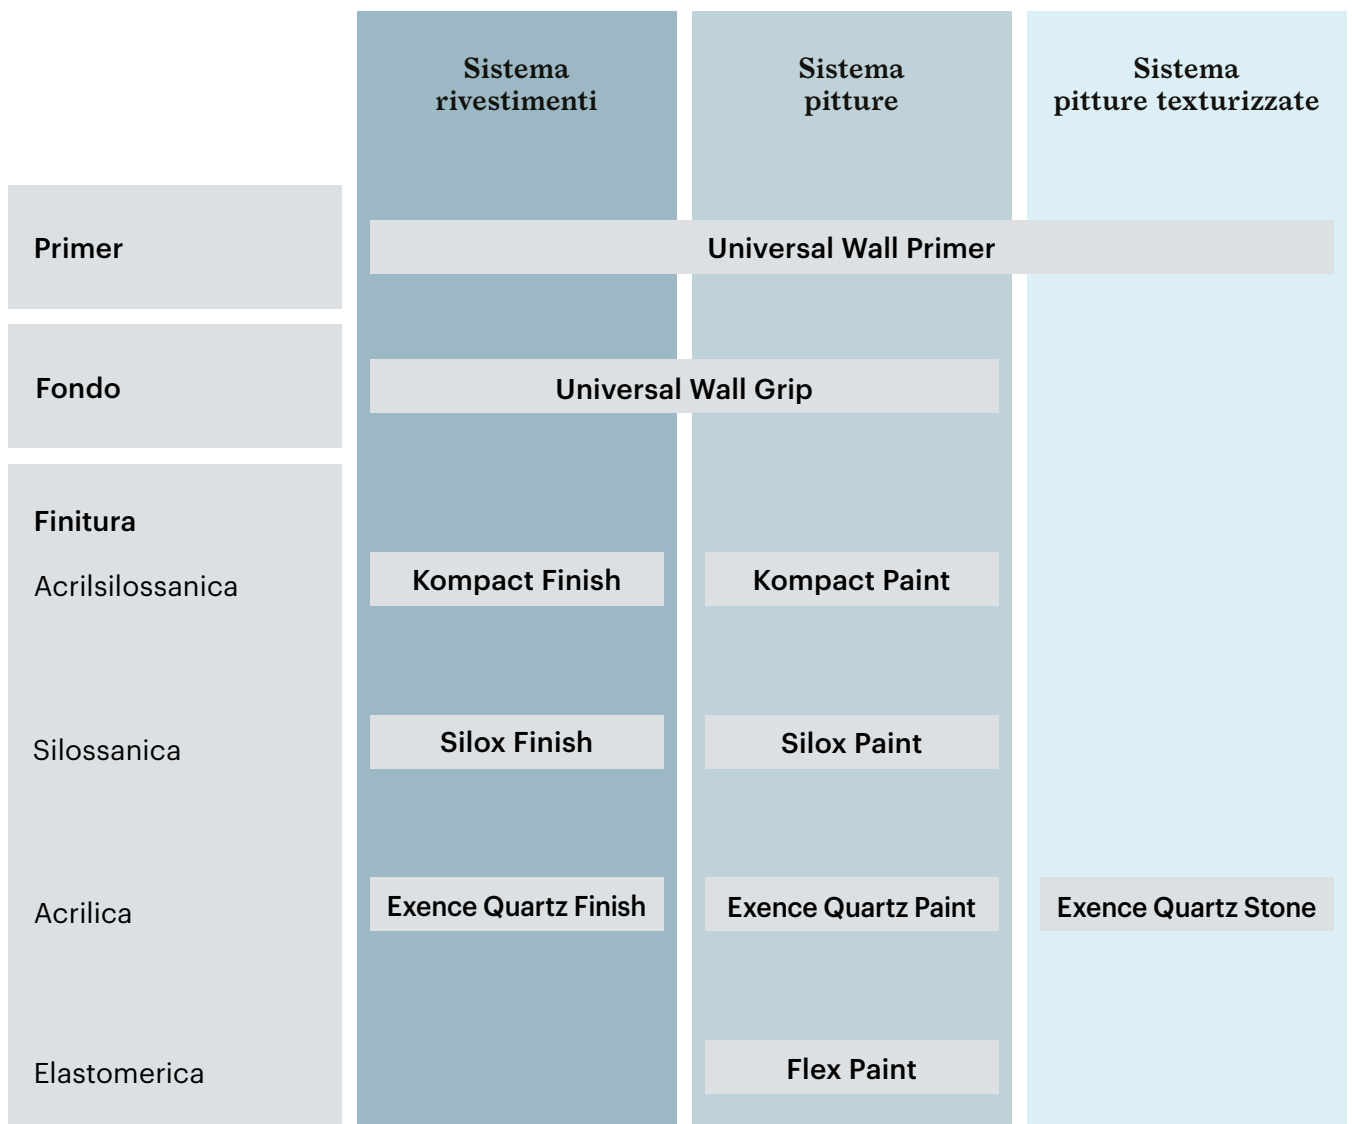 Sistema
rivestimenti
Sistema
pitture
Sistema
pitture texturizzate
Primer
Universal Wall Primer
Fondo
Universal Wall Grip
Finitura
Acrilsilossanica
Kompact Finish
Kompact Paint
Silossanica
Silox Finish
Silox Paint
Acrilica
Exence Quartz Finish
Exence Quartz Paint
Exence Quartz Stone
Elastomerica
Flex Paint